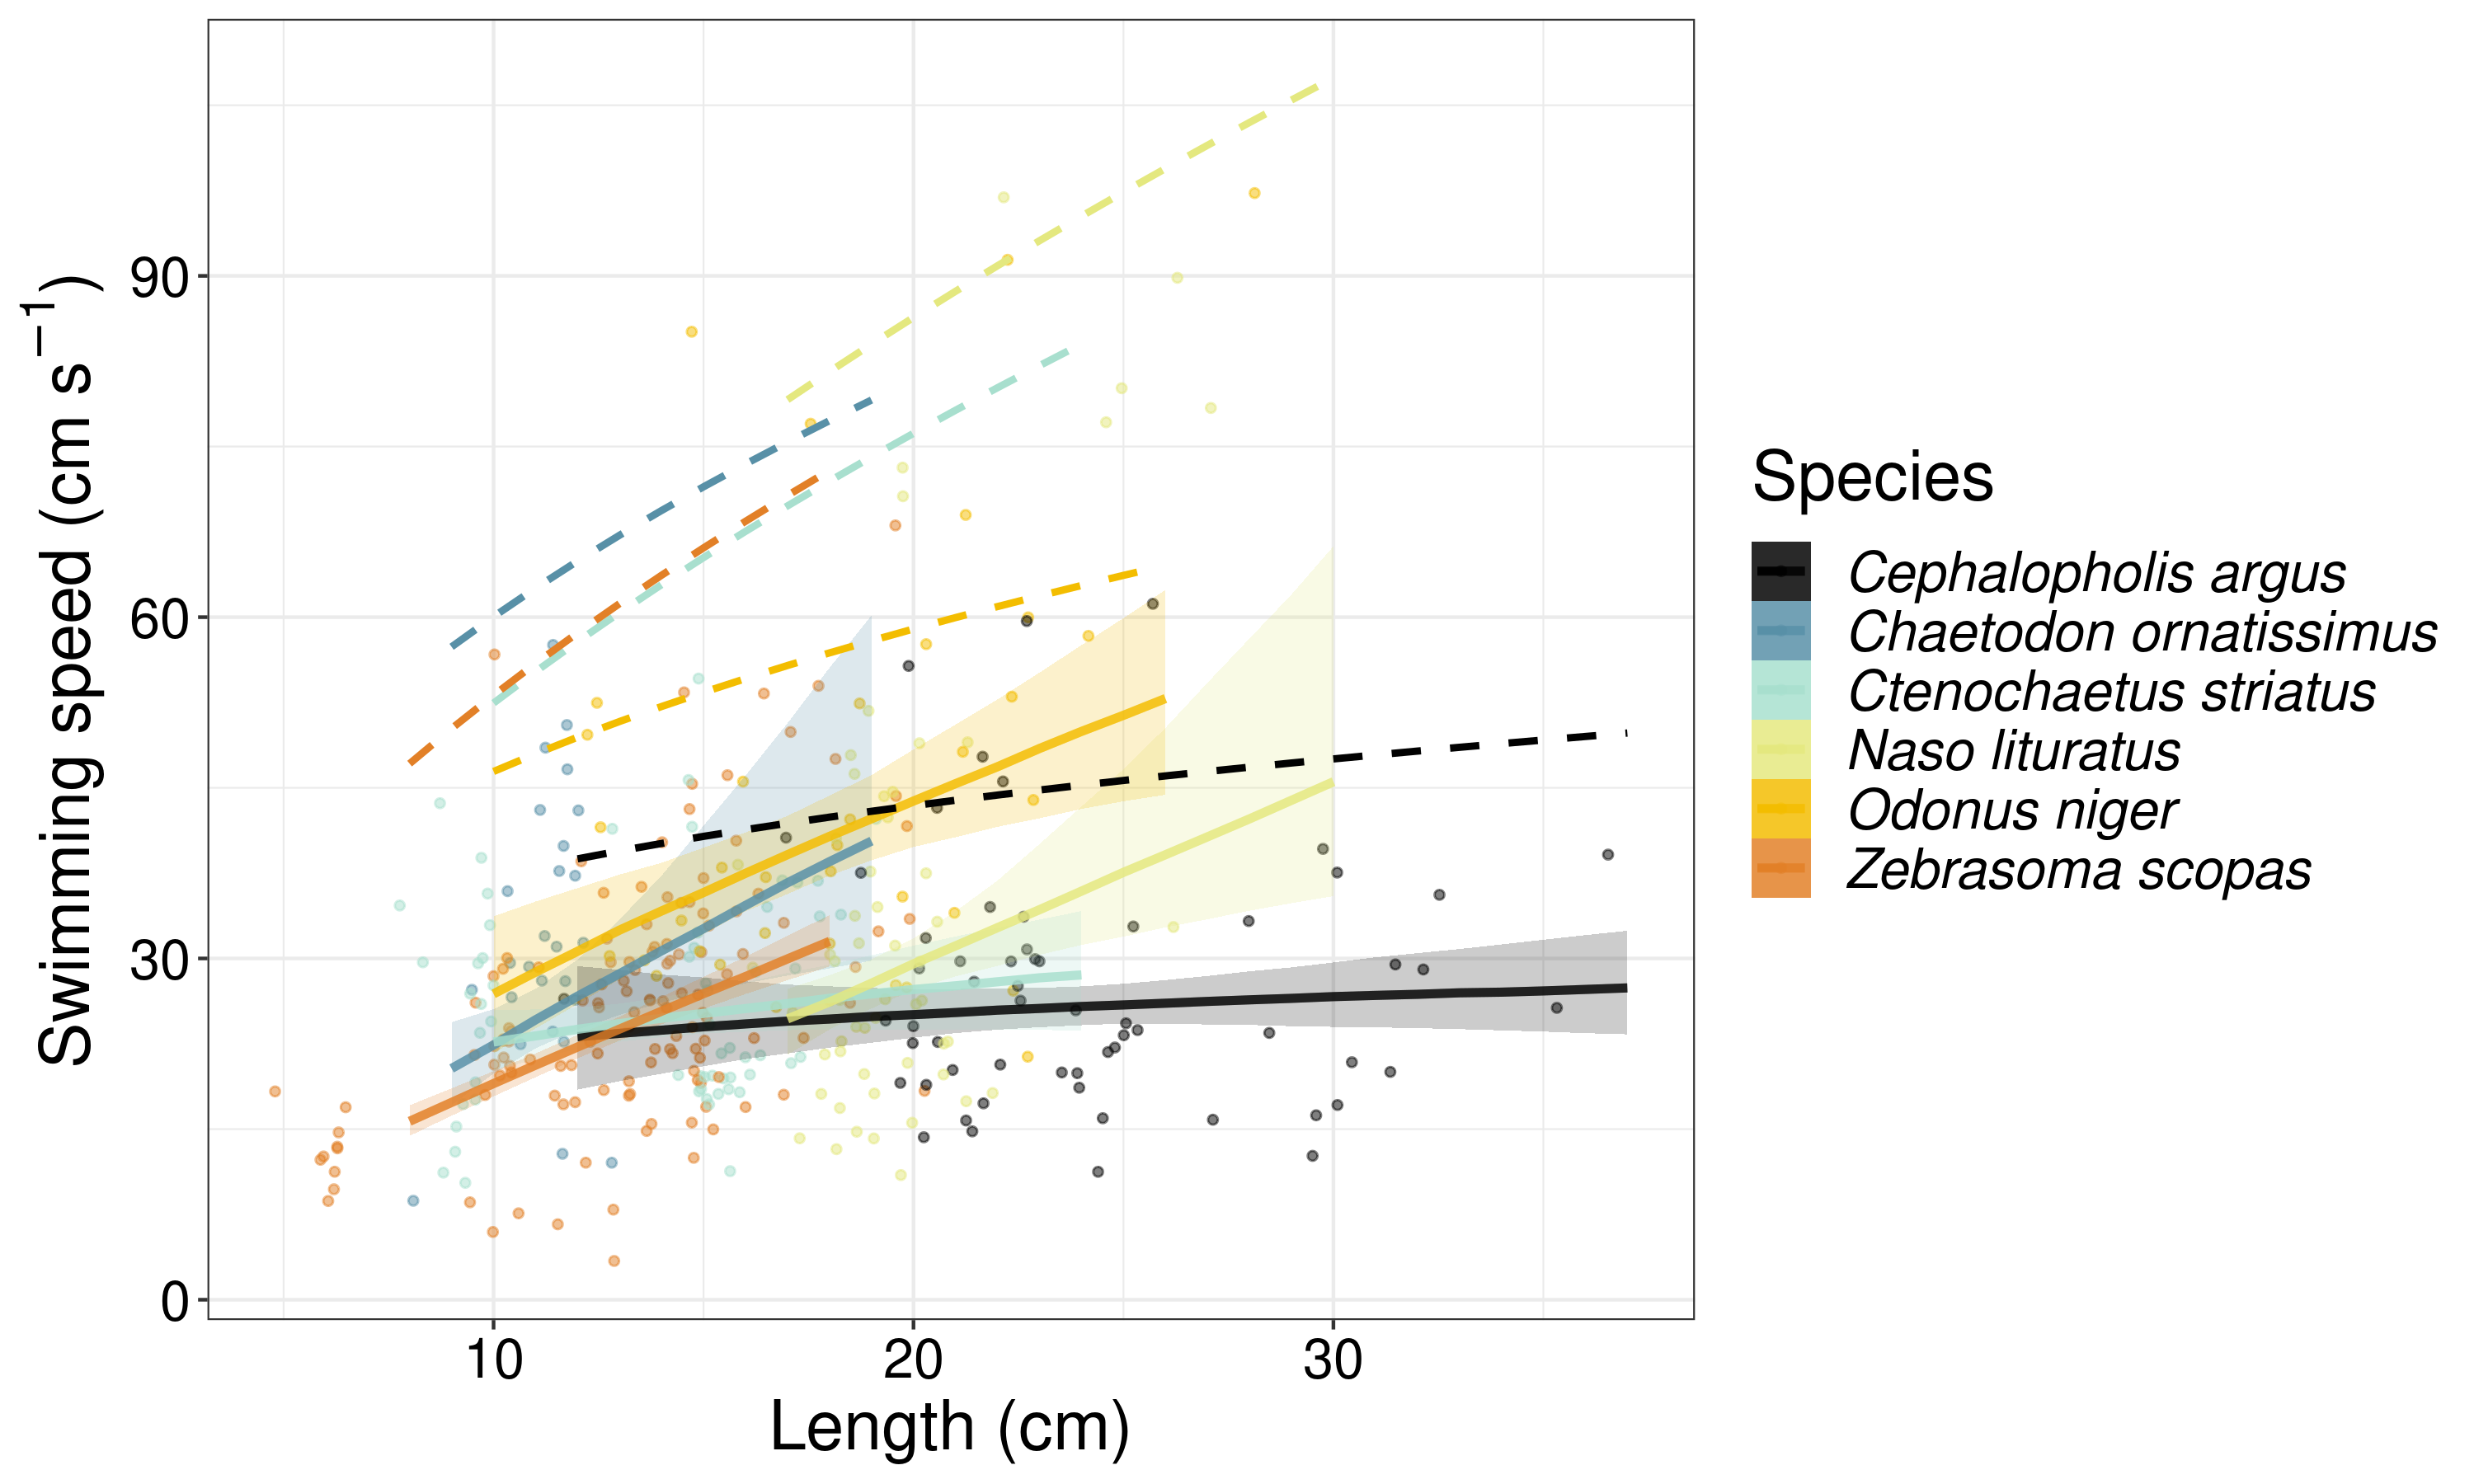 Swimming speed (cm s⁻¹)
90
60
30
0
10 20 30
Length (cm)
Species
Cephalopholis argus
Chaetodon ornatissimus
Ctenochaetus striatus
Naso lituratus
Odonus niger
Zebrasoma scopas